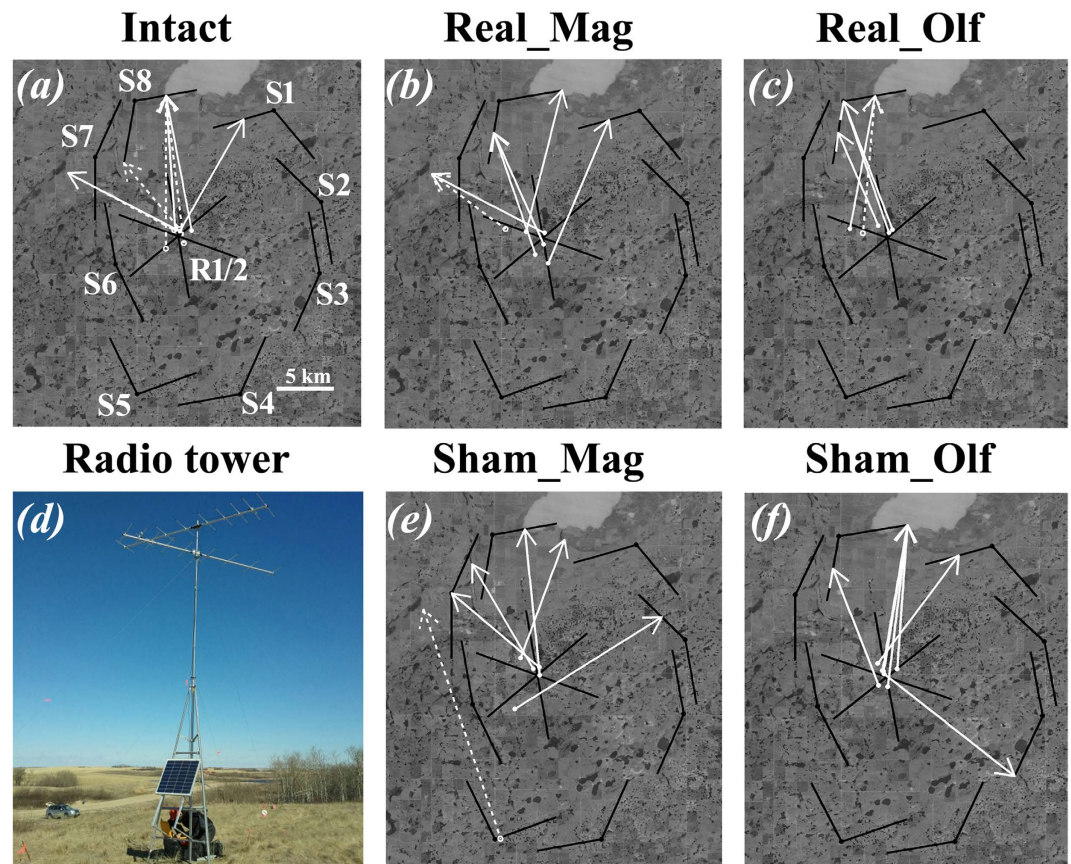 Intact
Real_Mag
Real_Olf
(a)
S8
S1
S7
S2
R1/2
S6
S3
5 km
S5
S4
(b)
(c)
Radio tower
Sham_Mag
Sham_Olf
(d)
(e)
(f)